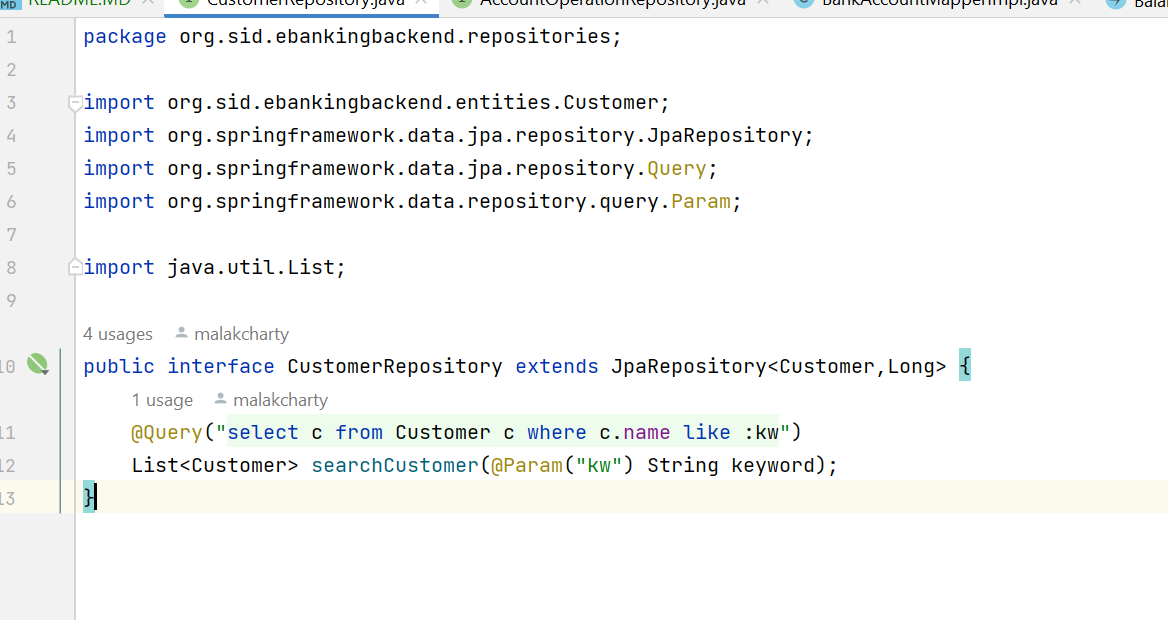 MD README.MD CustomerRepository.java AccountOperationRepository.java BankAccountMapperImpl.java
1 package org.sid.ebankingbackend.repositories;
2
3 import org.sid.ebankingbackend.entities.Customer;
4 import org.springframework.data.jpa.repository.JpaRepository;
5 import org.springframework.data.jpa.repository.Query;
6 import org.springframework.data.repository.query.Param;
7
8 import java.util.List;
9
4 usages malakcharty
10 public interface CustomerRepository extends JpaRepository<Customer,Long> {
1 usage malakcharty
11 @Query("select c from Customer c where c.name like :kw")
12 List<Customer> searchCustomer(@Param("kw") String keyword);
13 }